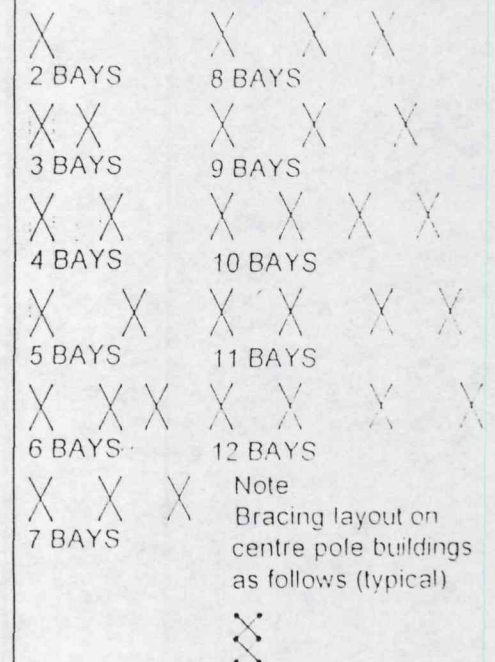 2 BAYS
8 BAYS
3 BAYS
9 BAYS
4 BAYS
10 BAYS
5 BAYS
11 BAYS
6 BAYS
12 BAYS
7 BAYS
Note
Bracing layout on
centre pole buildings
as follows (typical)